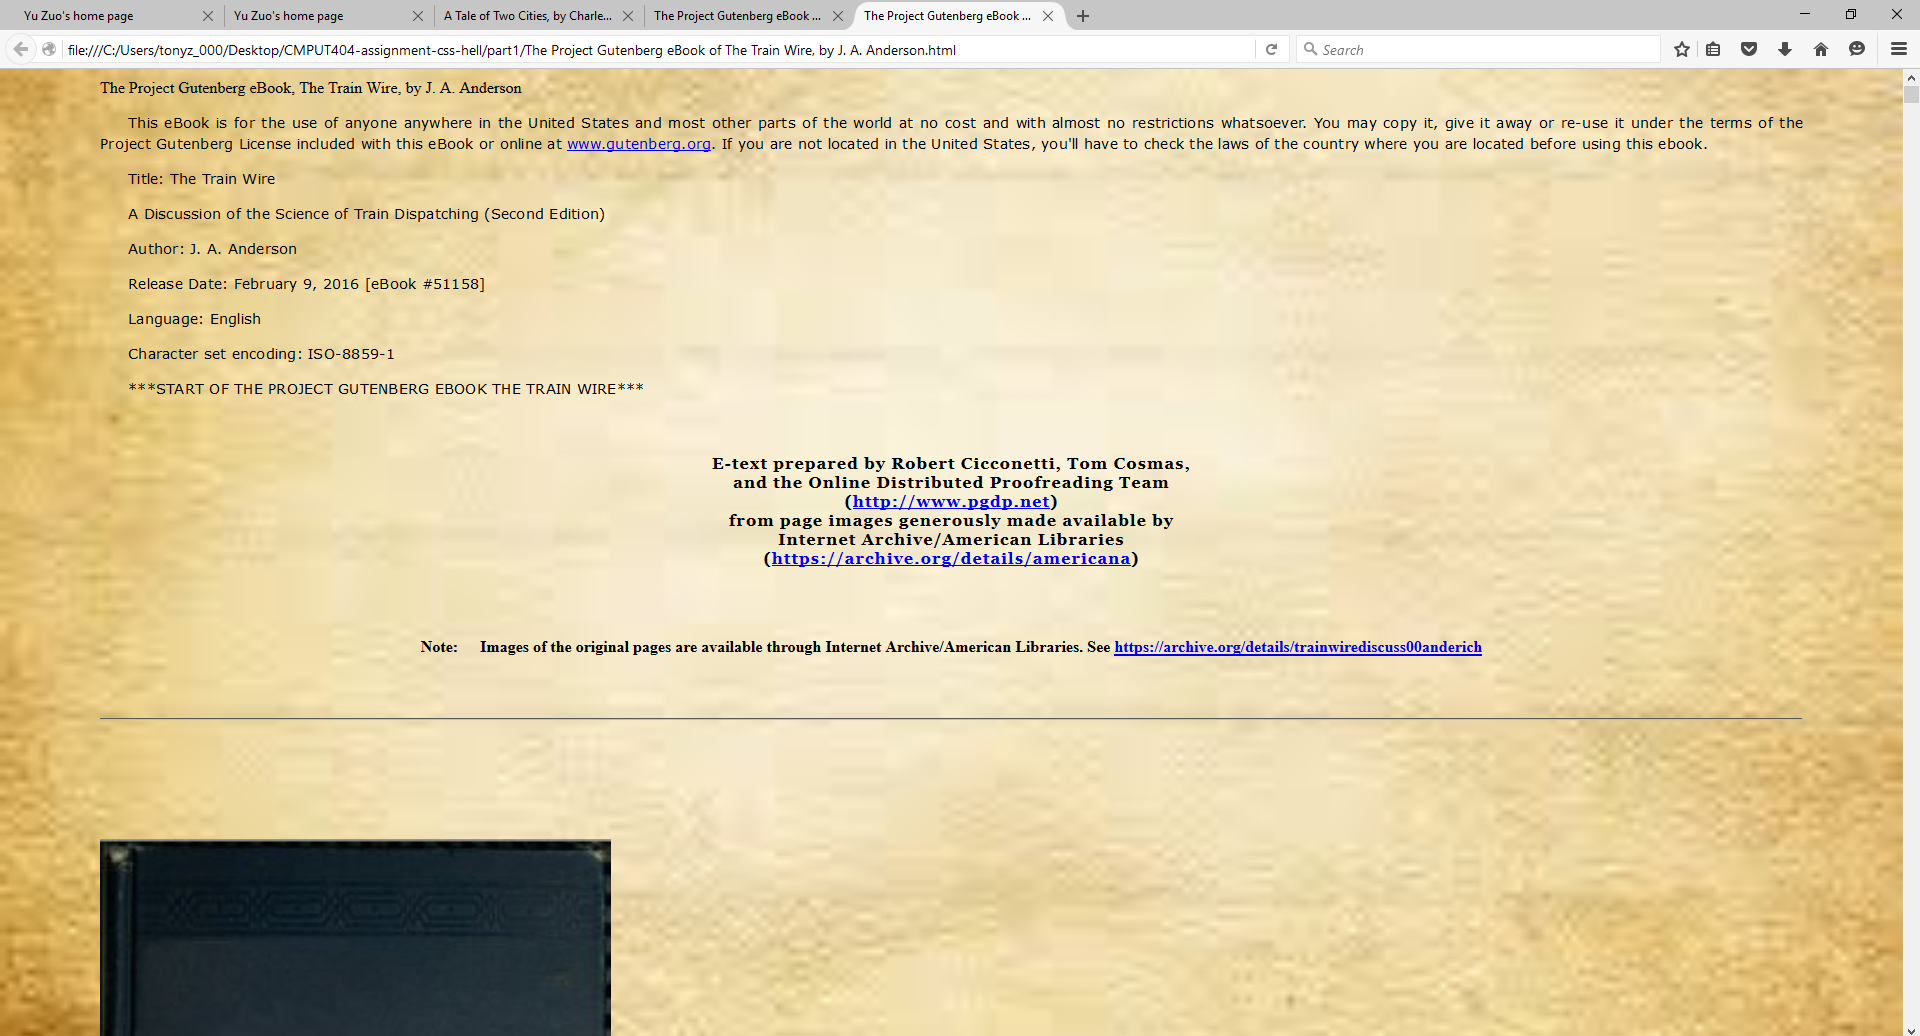 Yu Zuo's home page
Yu Zuo's home page
A Tale of Two Cities, by Charle...
The Project Gutenberg eBook ...
The Project Gutenberg eBook ...
file:///C:/Users/tonyz_000/Desktop/CMPUT404-assignment-css-hell/part1/The Project Gutenberg eBook of The Train Wire, by J. A. Anderson.html
Search
The Project Gutenberg eBook, The Train Wire, by J. A. Anderson
This eBook is for the use of anyone anywhere in the United States and most other parts of the world at no cost and with almost no restrictions whatsoever. You may copy it, give it away or re-use it under the terms of the
Project Gutenberg License included with this eBook or online at www.gutenberg.org. If you are not located in the United States, you'll have to check the laws of the country where you are located before using this ebook.
Title: The Train Wire
A Discussion of the Science of Train Dispatching (Second Edition)
Author: J. A. Anderson
Release Date: February 9, 2016 [eBook #51158]
Language: English
Character set encoding: ISO-8859-1
***START OF THE PROJECT GUTENBERG EBOOK THE TRAIN WIRE***
E-text prepared by Robert Cicconetti, Tom Cosmas,
and the Online Distributed Proofreading Team
(http://www.pgdp.net)
from page images generously made available by
Internet Archive/American Libraries
(https://archive.org/details/americana)
Note: Images of the original pages are available through Internet Archive/American Libraries. See https://archive.org/details/trainwirediscuss00anderich